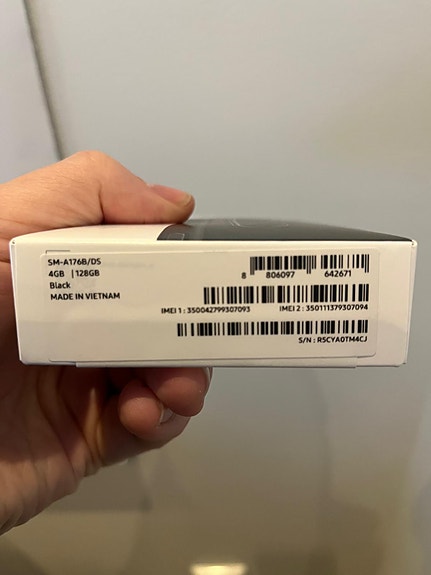 SM-A176B/DS
4GB | 128GB
Black
MADE IN VIETNAM
8 806097 642671
IMEI 1 : 350042799307093 IMEI 2 : 350111379307094
S/N : R5CYA0TM4CJ